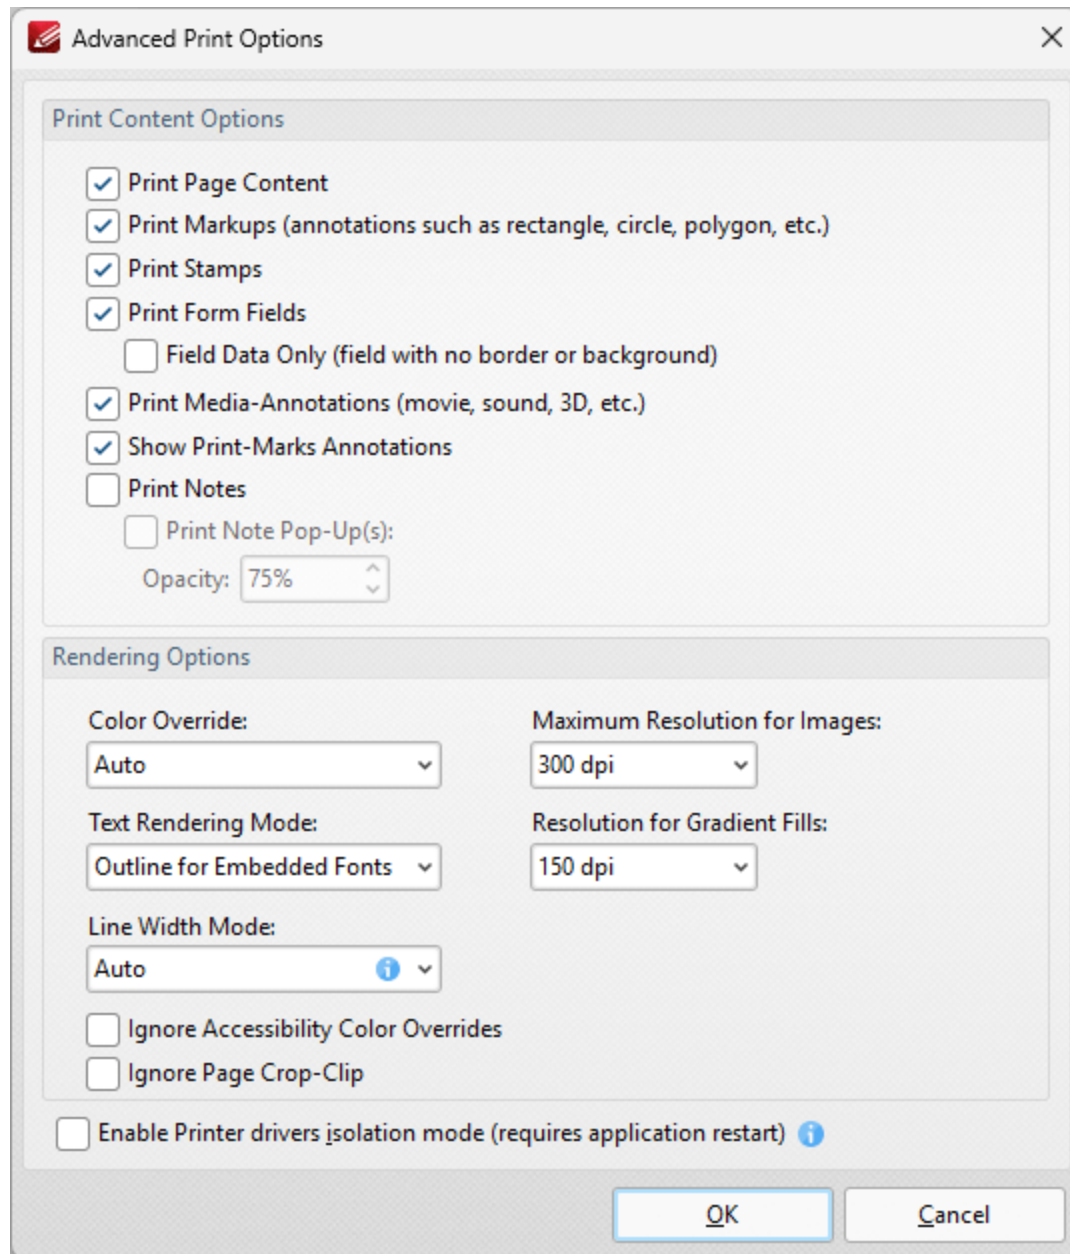 Advanced Print Options
Print Content Options
Print Page Content
Print Markups (annotations such as rectangle, circle, polygon, etc.)
Print Stamps
Print Form Fields
Field Data Only (field with no border or background)
Print Media-Annotations (movie, sound, 3D, etc.)
Show Print-Marks Annotations
Print Notes
Print Note Pop-Up(s):
Opacity: 75%
Rendering Options
Color Override: Maximum Resolution for Images:
Auto 300 dpi
Text Rendering Mode: Resolution for Gradient Fills:
Outline for Embedded Fonts 150 dpi
Line Width Mode:
Auto
Ignore Accessibility Color Overrides
Ignore Page Crop-Clip
Enable Printer drivers isolation mode (requires application restart)
OK Cancel